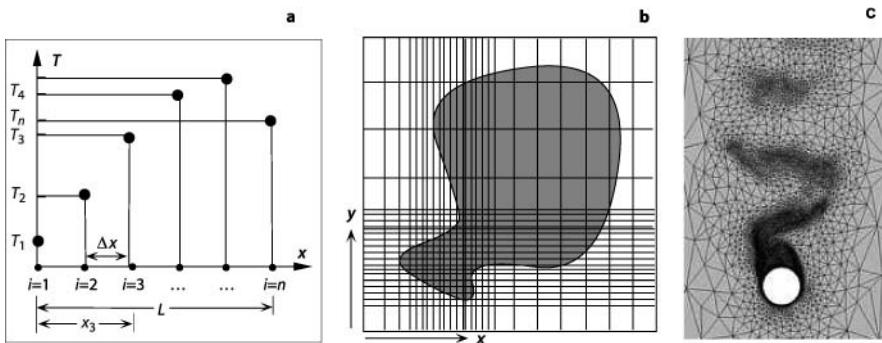 a
T
T₄
Tₙ
T₃
T₂
T₁
Δx
x
i=1 i=2 i=3 ... ... i=n
L
x₃
b
y
x
c